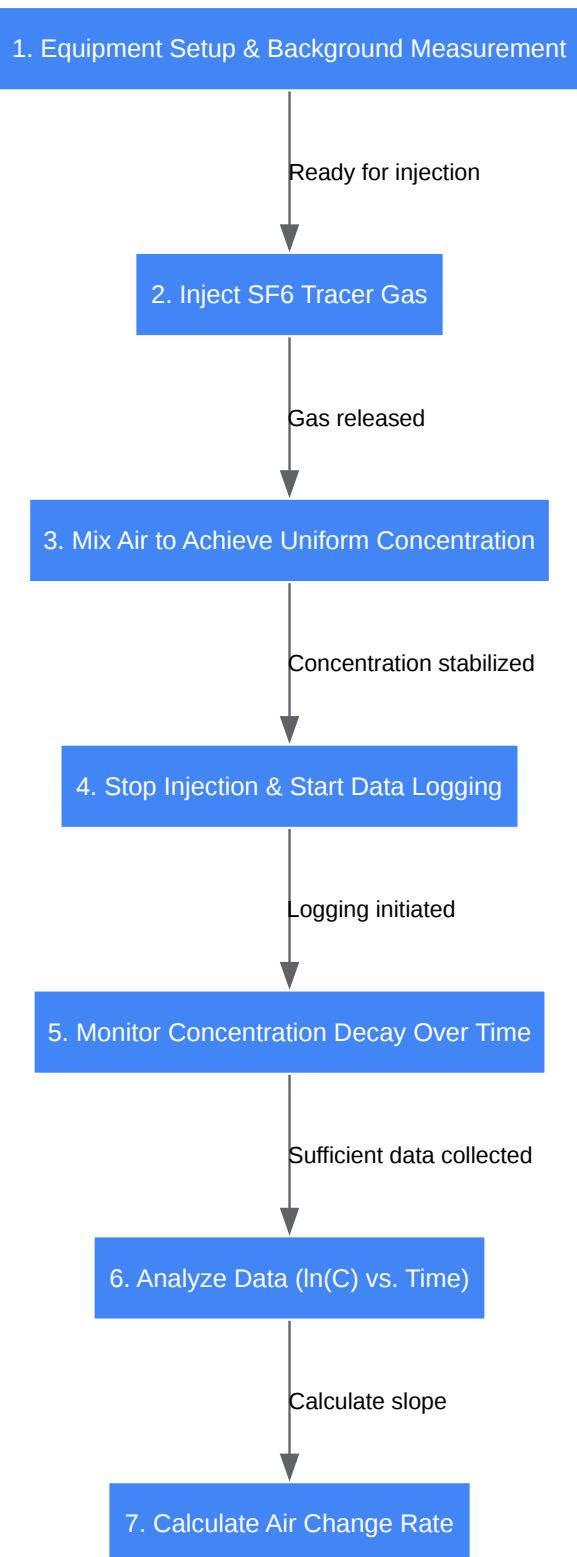 1. Equipment Setup & Background Measurement
Ready for injection
2. Inject SF6 Tracer Gas
Gas released
3. Mix Air to Achieve Uniform Concentration
Concentration stabilized
4. Stop Injection & Start Data Logging
Logging initiated
5. Monitor Concentration Decay Over Time
Sufficient data collected
6. Analyze Data (ln(C) vs. Time)
Calculate slope
7. Calculate Air Change Rate